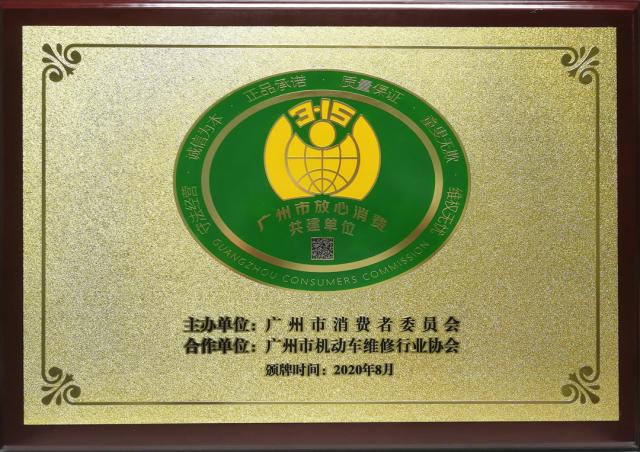 守法经营 · 诚信为本 · 正品承诺 · 质量保证 · 童叟无欺 · 维权无忧
3·15
广州市放心消费
共建单位
GUANGZHOU CONSUMERS COMMISSION
主办单位：广州市消费者委员会
合作单位：广州市机动车维修行业协会
颁牌时间：2020年8月